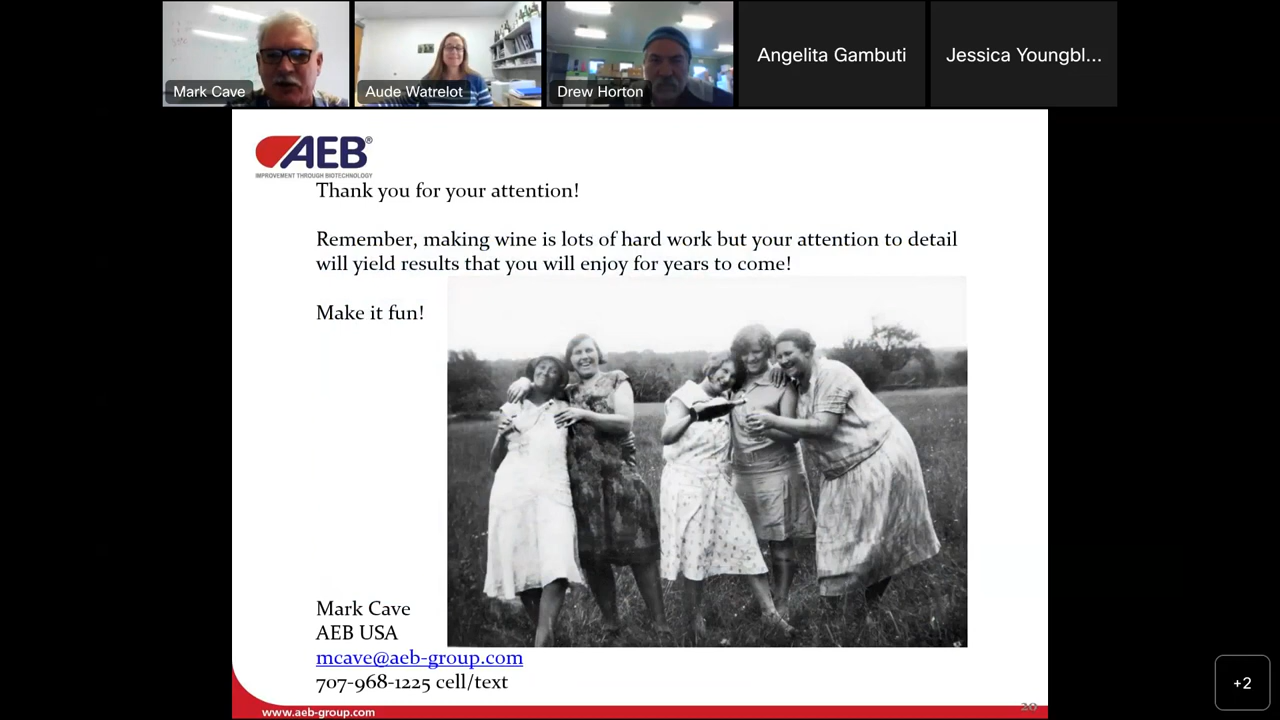 Mark Cave
Aude Watrelot
Drew Horton
Angelita Gambuti
Jessica Youngbl...
AEB®
IMPROVEMENT THROUGH BIOTECHNOLOGY
Thank you for your attention!
Remember, making wine is lots of hard work but your attention to detail
will yield results that you will enjoy for years to come!
Make it fun!
Mark Cave
AEB USA
mcave@aeb-group.com
707-968-1225 cell/text
www.aeb-group.com
20
+2